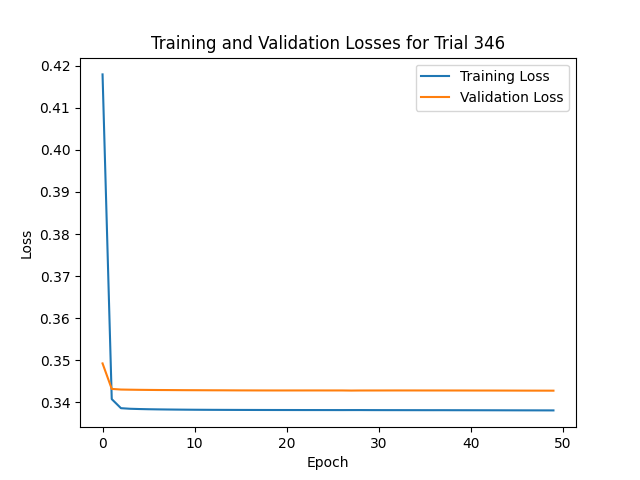 Training and Validation Losses for Trial 346
Training Loss
Validation Loss
0.42
0.41
0.40
0.39
0.38
0.37
0.36
0.35
0.34
Loss
0 10 20 30 40 50
Epoch